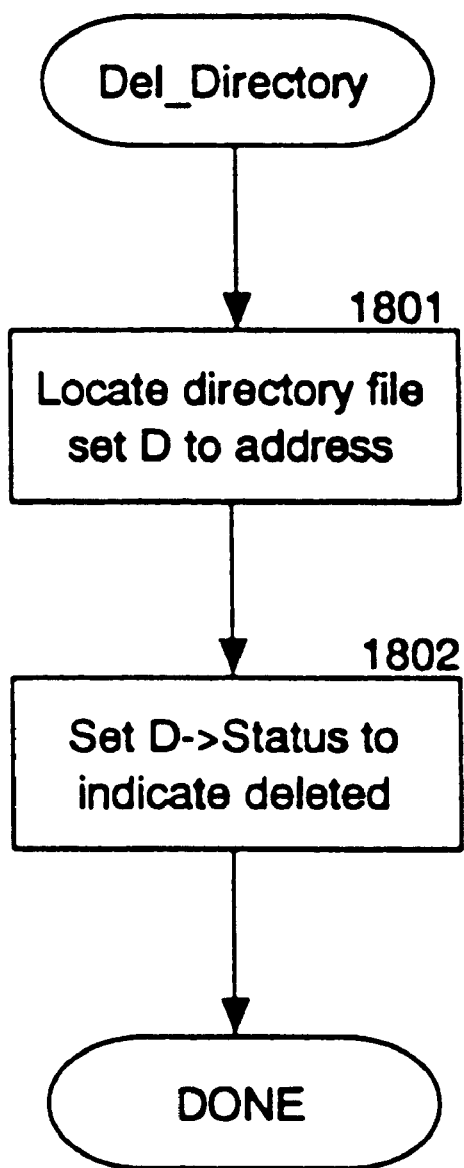 Del_Directory
1801
Locate directory file
set D to address
1802
Set D->Status to
indicate deleted
DONE